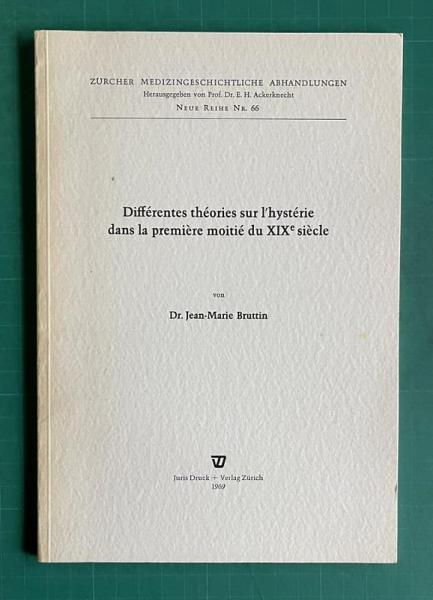 ZÜRCHER MEDIZINGESCHICHTLICHE ABHANDLUNGEN
Herausgegeben von Prof. Dr. E. H. Ackerknecht
NEUE REIHE NR. 66
Différentes théories sur l'hystérie
dans la première moitié du XIXe siècle
von
Dr. Jean-Marie Bruttin
Juris Druck + Verlag Zürich
1969